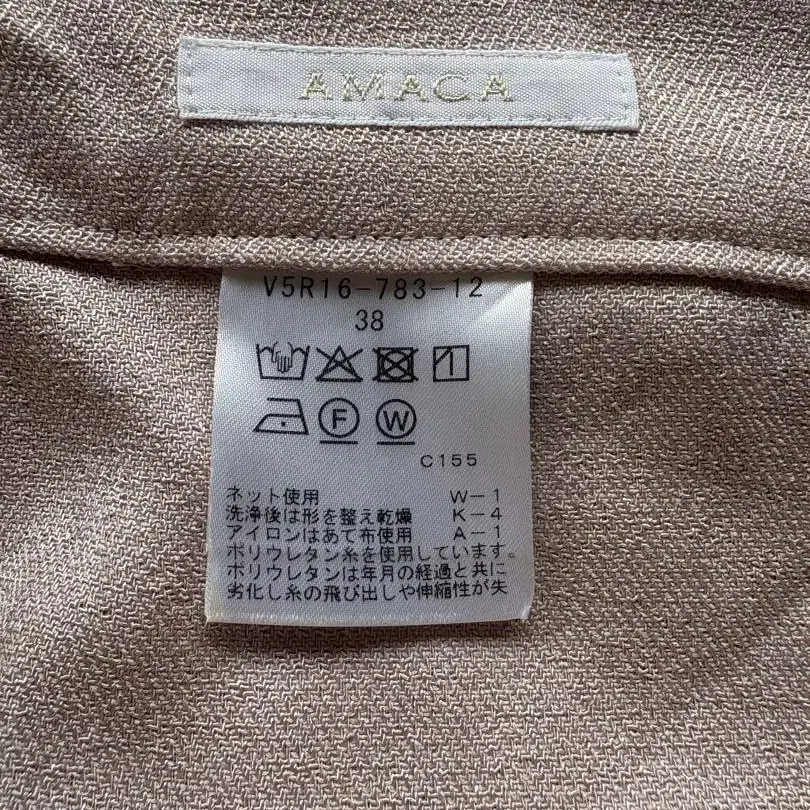 AMACA
V5R16-783-12
38
F W
C155
ネット使用 W-1
洗浄後は形を整え乾燥 K-4
アイロンはあて布使用 A-1
ポリウレタン糸を使用しています。
ポリウレタンは年月の経過と共に
劣化し糸の飛び出しや伸縮性が失